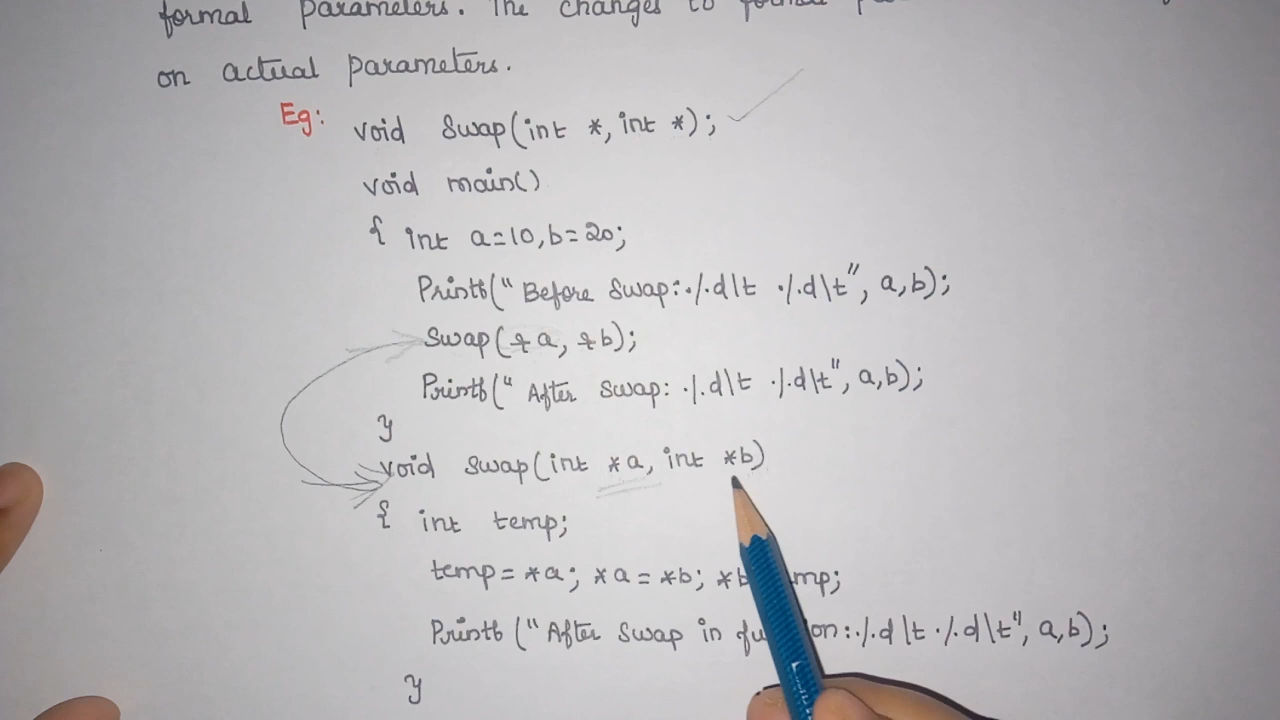 formal parameters. The changes to formal
on actual parameters.
Eg: void Swap(int *, int *);
void main()
{ int a=10, b=20;
Printf("Before Swap:%d\t %d\t", a,b);
Swap(&a, &b);
Printf("After Swap: %d\t %d\t", a,b);
}
void Swap(int *a, int *b)
{ int temp;
temp = *a; *a = *b; *b
Printf("After Swap in :%d\t %d\t", a,b);
}